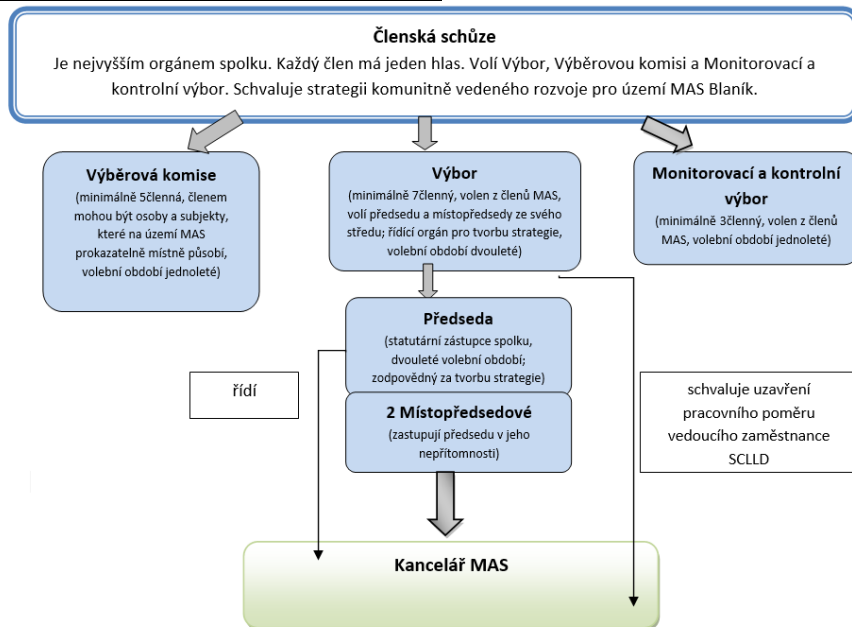 Členská schůze
Je nejvyšším orgánem spolku. Každý člen má jeden hlas. Volí Výbor, Výběrovou komisi a Monitorovací a
kontrolní výbor. Schvaluje strategii komunitně vedeného rozvoje pro území MAS Blaník.
Výběrová komise
(minimálně 5členná, členem
mohou být osoby a subjekty,
které na území MAS
prokazatelně místně působí,
volební období jednoleté)
Výbor
(minimálně 7členný, volen z členů MAS,
volí předsedu a místopředsedy ze svého
středu; řídící orgán pro tvorbu strategie,
volební období dvouleté)
Monitorovací a kontrolní
výbor
(minimálně 3členný, volen z členů
MAS, volební období jednoleté)
Předseda
(statutární zástupce spolku,
dvouleté volební období;
zodpovědný za tvorbu strategie)
2 Místopředsedové
(zastupují předsedu v jeho
nepřítomnosti)
řídí
schvaluje uzavření
pracovního poměru
vedoucího zaměstnance
SCLLD
Kancelář MAS